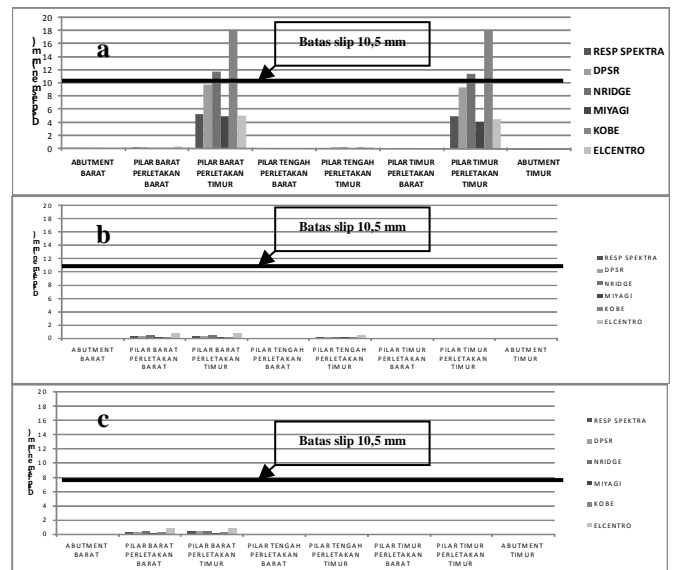 20
18
16
14
12
10
8
6
4
2
0
a
Batas slip 10,5 mm
RESP SPEKTRA
DPSR
NRIDGE
MIYAGI
KOBE
ELCENTRO
ABUTMENT BARAT
PILAR BARAT PERLETAKAN BARAT
PILAR BARAT PERLETAKAN TIMUR
PILAR TENGAH PERLETAKAN BARAT
PILAR TENGAH PERLETAKAN TIMUR
PILAR TIMUR PERLETAKAN BARAT
PILAR TIMUR PERLETAKAN TIMUR
ABUTMENT TIMUR
20
18
16
14
12
10
8
6
4
2
0
b
Batas slip 10,5 mm
RESP SPEKTRA
DPSR
NRIDGE
MIYAGI
KOBE
ELCENTRO
ABUTMENT BARAT
PILAR BARAT PERLETAKAN BARAT
PILAR BARAT PERLETAKAN TIMUR
PILAR TENGAH PERLETAKAN BARAT
PILAR TENGAH PERLETAKAN TIMUR
PILAR TIMUR PERLETAKAN BARAT
PILAR TIMUR PERLETAKAN TIMUR
ABUTMENT TIMUR
20
18
16
14
12
10
8
6
4
2
0
c
Batas slip 10,5 mm
RESP SPEKTRA
DPSR
NRIDGE
MIYAGI
KOBE
ELCENTRO
ABUTMENT BARAT
PILAR BARAT PERLETAKAN BARAT
PILAR BARAT PERLETAKAN TIMUR
PILAR TENGAH PERLETAKAN BARAT
PILAR TENGAH PERLETAKAN TIMUR
PILAR TIMUR PERLETAKAN BARAT
PILAR TIMUR PERLETAKAN TIMUR
ABUTMENT TIMUR